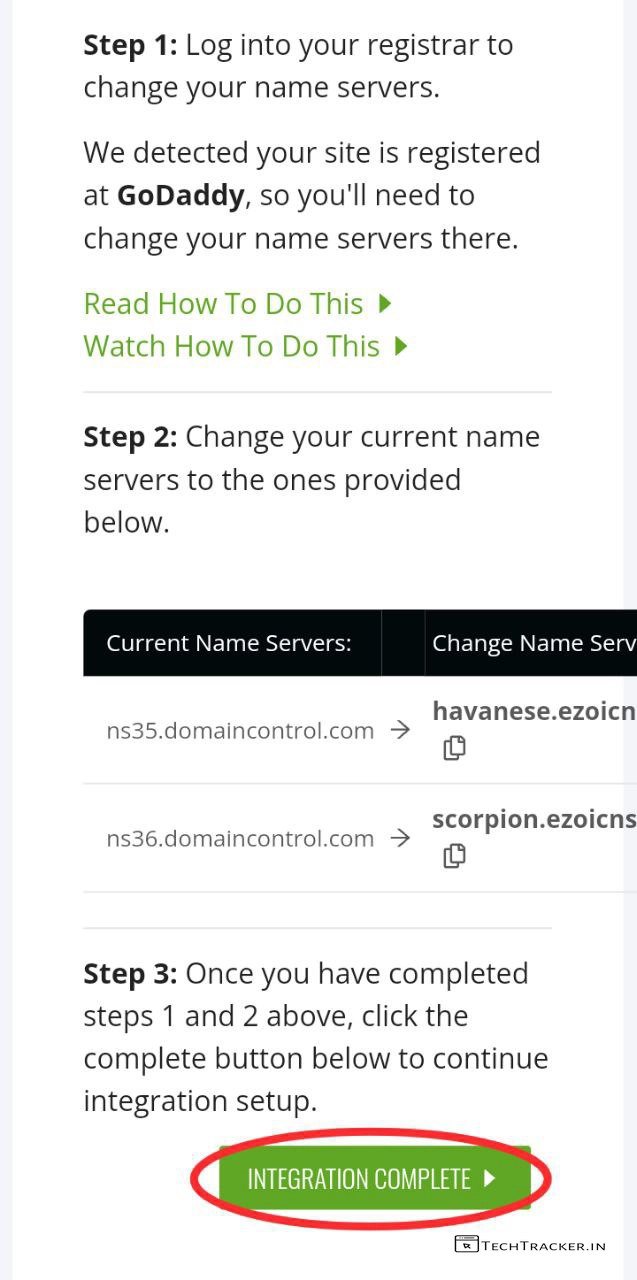 Step 1: Log into your registrar to
change your name servers.
We detected your site is registered
at GoDaddy, so you'll need to
change your name servers there.
Read How To Do This
Watch How To Do This
Step 2: Change your current name
servers to the ones provided
below.
Current Name Servers: Change Name Serv
ns35.domaincontrol.com → havanese.ezoicn
ns36.domaincontrol.com → scorpion.ezoicns
Step 3: Once you have completed
steps 1 and 2 above, click the
complete button below to continue
integration setup.
INTEGRATION COMPLETE
TECHTRACKER.IN